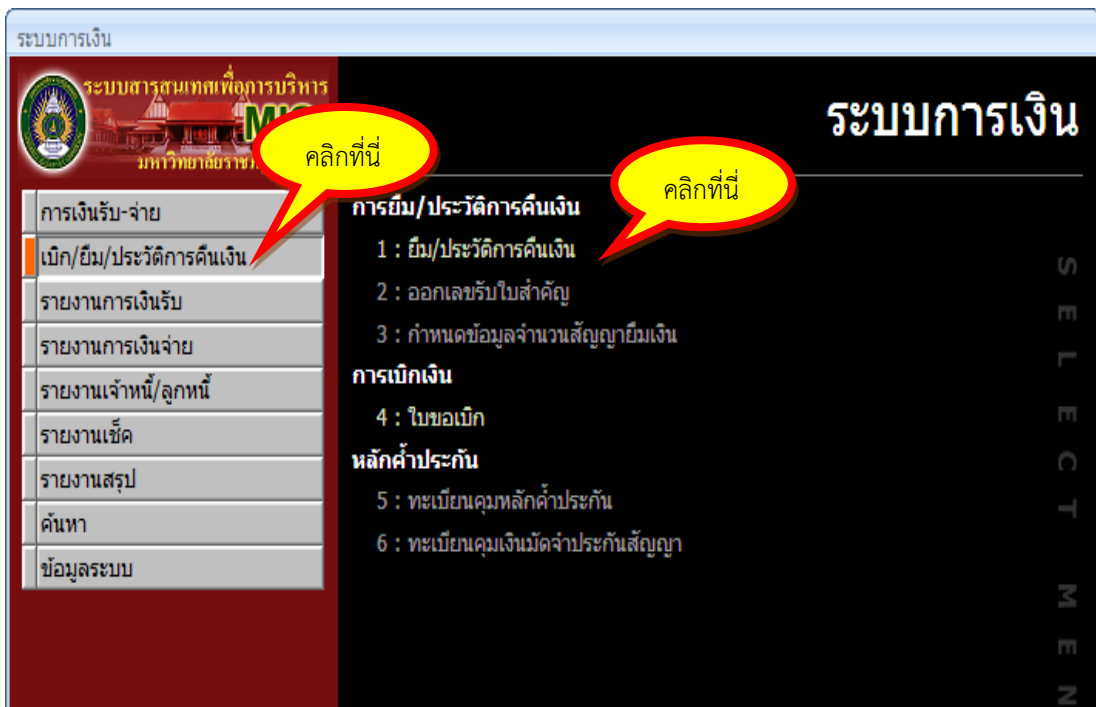 ระบบการเงิน
ระบบสารสนเทศเพื่อการบริหาร
มหาวิทยาลัยราชภ
คลิกที่นี่
ระบบการเงิน
คลิกที่นี่
การเงินรับ-จ่าย
เบิก/ยืม/ประวัติการคืนเงิน
รายงานการเงินรับ
รายงานการเงินจ่าย
รายงานเจ้าหนี้/ลูกหนี้
รายงานเช็ค
รายงานสรุป
ค้นหา
ข้อมูลระบบ
การยืม/ประวัติการคืนเงิน
1 : ยืม/ประวัติการคืนเงิน
2 : ออกเลขรับใบสำคัญ
3 : กำหนดข้อมูลจำนวนสัญญายืมเงิน
การเบิกเงิน
4 : ใบขอเบิก
หลักค้ำประกัน
5 : ทะเบียนคุมหลักค้ำประกัน
6 : ทะเบียนคุมเงินมัดจำประกันสัญญา
SELECT MEN